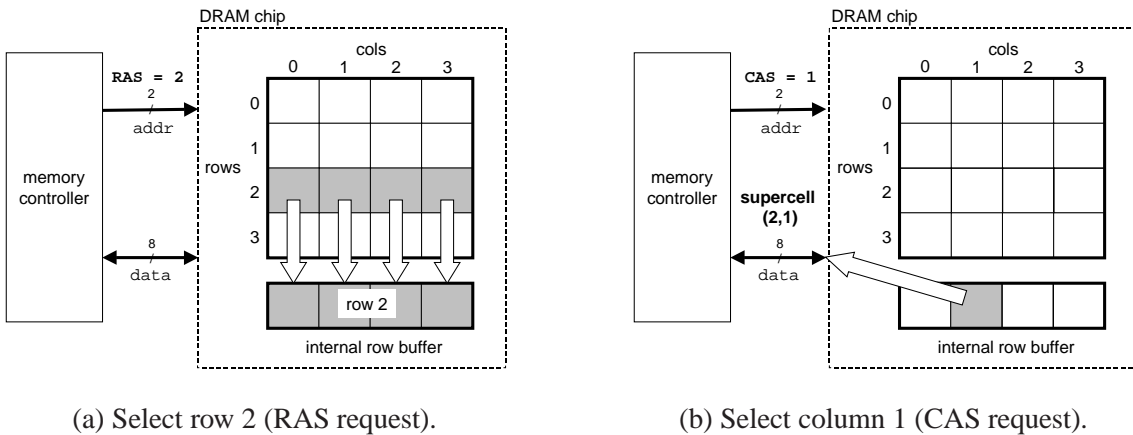 DRAM chip
cols
0 1 2 3
RAS = 2
2
addr
memory
controller
rows
0
1
2
3
8
data
row 2
internal row buffer
(a) Select row 2 (RAS request).
DRAM chip
cols
0 1 2 3
CAS = 1
2
addr
memory
controller
rows
0
1
2
3
supercell
(2,1)
8
data
internal row buffer
(b) Select column 1 (CAS request).